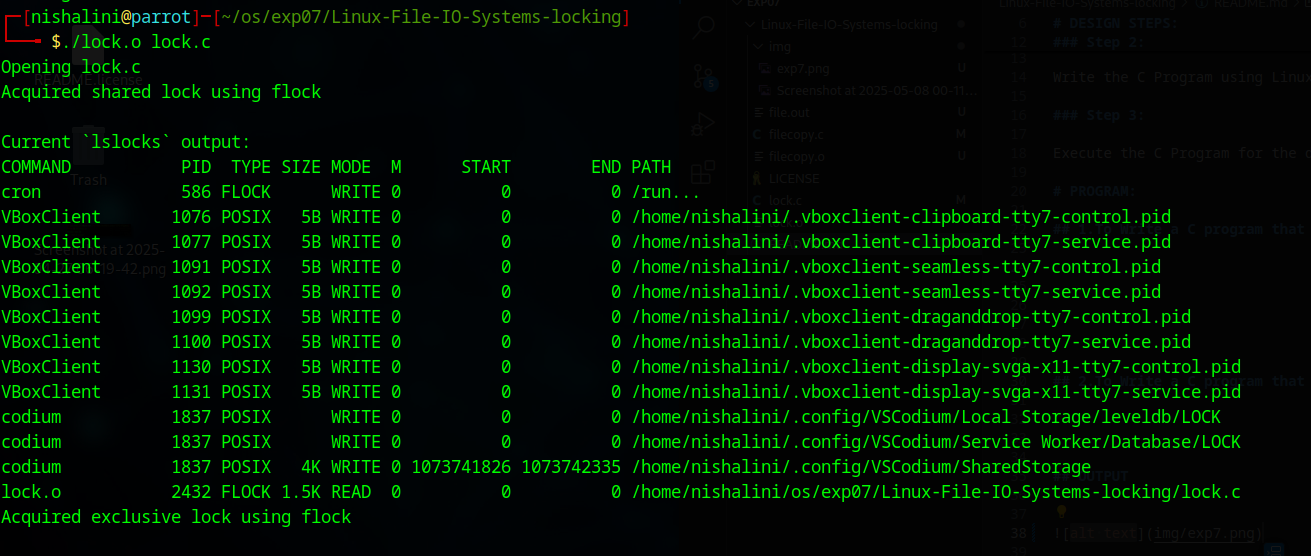 [nishalini@parrot]─[~/os/exp07/Linux-File-IO-Systems-locking]
$./lock.o lock.c
Opening lock.c
Acquired shared lock using flock
Current `lslocks` output:
COMMAND PID TYPE SIZE MODE M START END PATH
cron 586 FLOCK WRITE 0 0 0 /run...
VBoxClient 1076 POSIX 5B WRITE 0 0 0 /home/nishalini/.vboxclient-clipboard-tty7-control.pid
VBoxClient 1077 POSIX 5B WRITE 0 0 0 /home/nishalini/.vboxclient-clipboard-tty7-service.pid
VBoxClient 1091 POSIX 5B WRITE 0 0 0 /home/nishalini/.vboxclient-seamless-tty7-control.pid
VBoxClient 1092 POSIX 5B WRITE 0 0 0 /home/nishalini/.vboxclient-seamless-tty7-service.pid
VBoxClient 1099 POSIX 5B WRITE 0 0 0 /home/nishalini/.vboxclient-draganddrop-tty7-control.pid
VBoxClient 1100 POSIX 5B WRITE 0 0 0 /home/nishalini/.vboxclient-draganddrop-tty7-service.pid
VBoxClient 1130 POSIX 5B WRITE 0 0 0 /home/nishalini/.vboxclient-display-svga-x11-tty7-control.pid
VBoxClient 1131 POSIX 5B WRITE 0 0 0 /home/nishalini/.vboxclient-display-svga-x11-tty7-service.pid
codium 1837 POSIX WRITE 0 0 0 /home/nishalini/.config/VSCodium/Local Storage/leveldb/LOCK
codium 1837 POSIX WRITE 0 0 0 /home/nishalini/.config/VSCodium/Service Worker/Database/LOCK
codium 1837 POSIX 4K WRITE 0 1073741826 1073742335 /home/nishalini/.config/VSCodium/SharedStorage
lock.o 2432 FLOCK 1.5K READ 0 0 0 /home/nishalini/os/exp07/Linux-File-IO-Systems-locking/lock.c
Acquired exclusive lock using flock
Trash
Linux-File-IO-Systems-locking
img
exp7.png U
Screenshot at 2025-05-08 00-11...
file.out U
filecopy.c M
filecopy.o U
LICENSE
lock.c M
# DESIGN STEPS:
### Step 2:
Write the C Program using Linux
### Step 3:
Execute the C Program for the
# PROGRAM:
C program that
OUTPUT
![alt text](img/exp7.png)